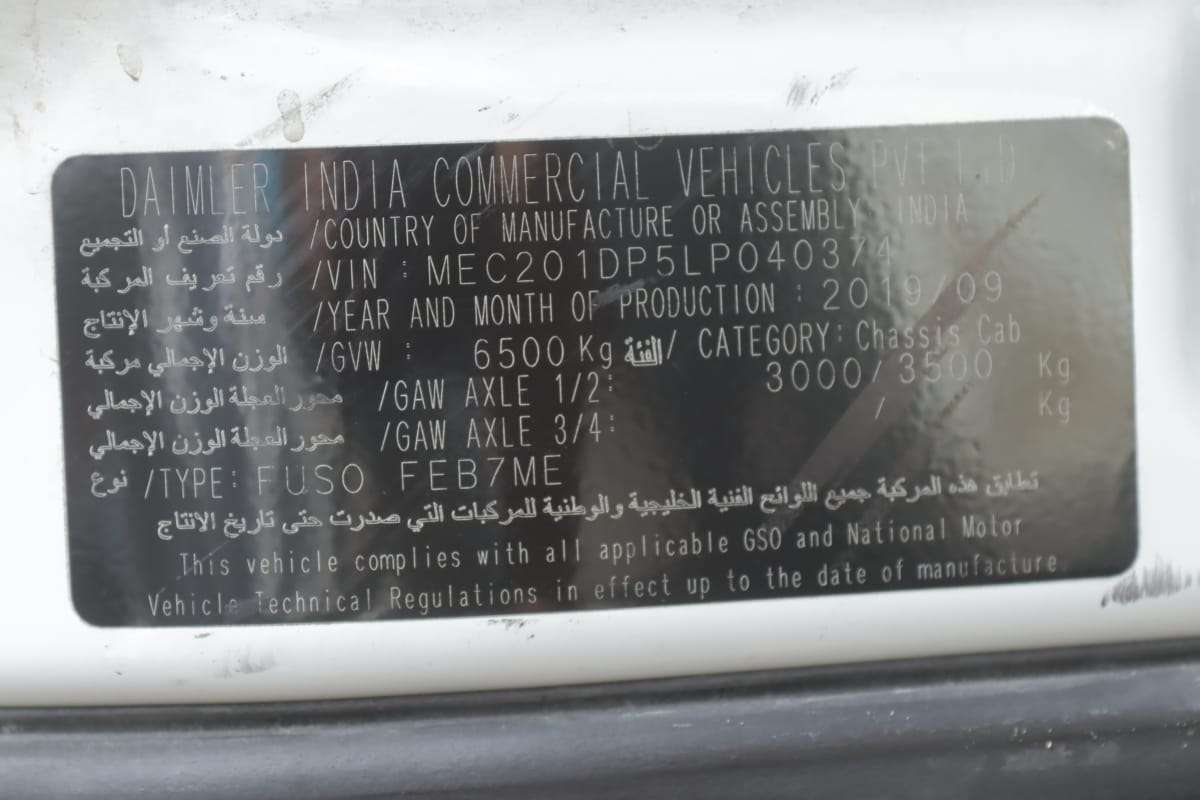 DAIMLER INDIA COMMERCIAL VEHICLES PVT LTD
دولة الصنع أو التجميع /COUNTRY OF MANUFACTURE OR ASSEMBLY INDIA
رقم تعريف المركبة /VIN : MEC201DP5LP040374
سنة وشهر الإنتاج /YEAR AND MONTH OF PRODUCTION : 2019/09
الوزن الإجمالي مركبة /GVW : 6500 Kg الفئة/ CATEGORY: Chassis Cab
محور العجلة الوزن الإجمالي /GAW AXLE 1/2: 3000/3500 Kg
محور العجلة الوزن الإجمالي /GAW AXLE 3/4: / Kg
نوع /TYPE: FUSO FEB7ME
تطابق هذه المركبة جميع اللوائح الفنية الخليجية والوطنية للمركبات التي صدرت حتى تاريخ الانتاج
This vehicle complies with all applicable GSO and National Motor
Vehicle Technical Regulations in effect up to the date of manufacture.